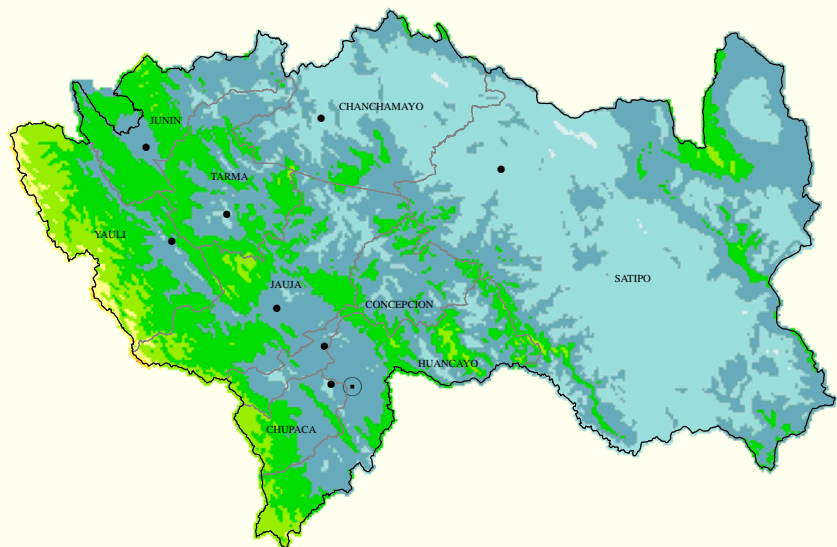 CHANCHAMAYO
JUNIN
TARMA
YAULI
SATIPO
JAUJA
CONCEPCION
HUANCAYO
CHUPACA